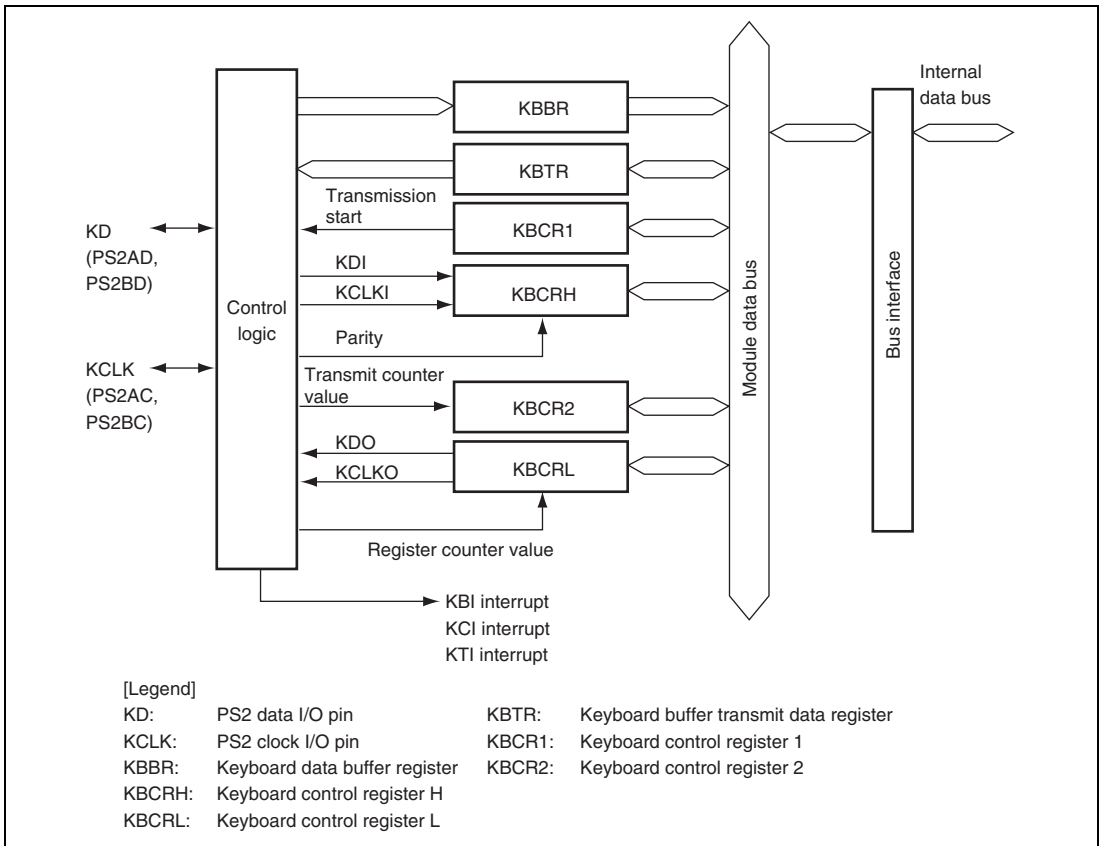 Internal
data bus
KBBR
KBTR
Transmission
start
KBCR1
KD
(PS2AD,
PS2BD)
KDI
KCLKI
KBCRH
Control
logic
Parity
Module data bus
Bus interface
KCLK
(PS2AC,
PS2BC)
Transmit counter
value
KBCR2
KDO
KCLKO
KBCRL
Register counter value
KBI interrupt
KCI interrupt
KTI interrupt
[Legend]
KD: PS2 data I/O pin
KCLK: PS2 clock I/O pin
KBBR: Keyboard data buffer register
KBCRH: Keyboard control register H
KBCRL: Keyboard control register L
KBTR: Keyboard buffer transmit data register
KBCR1: Keyboard control register 1
KBCR2: Keyboard control register 2